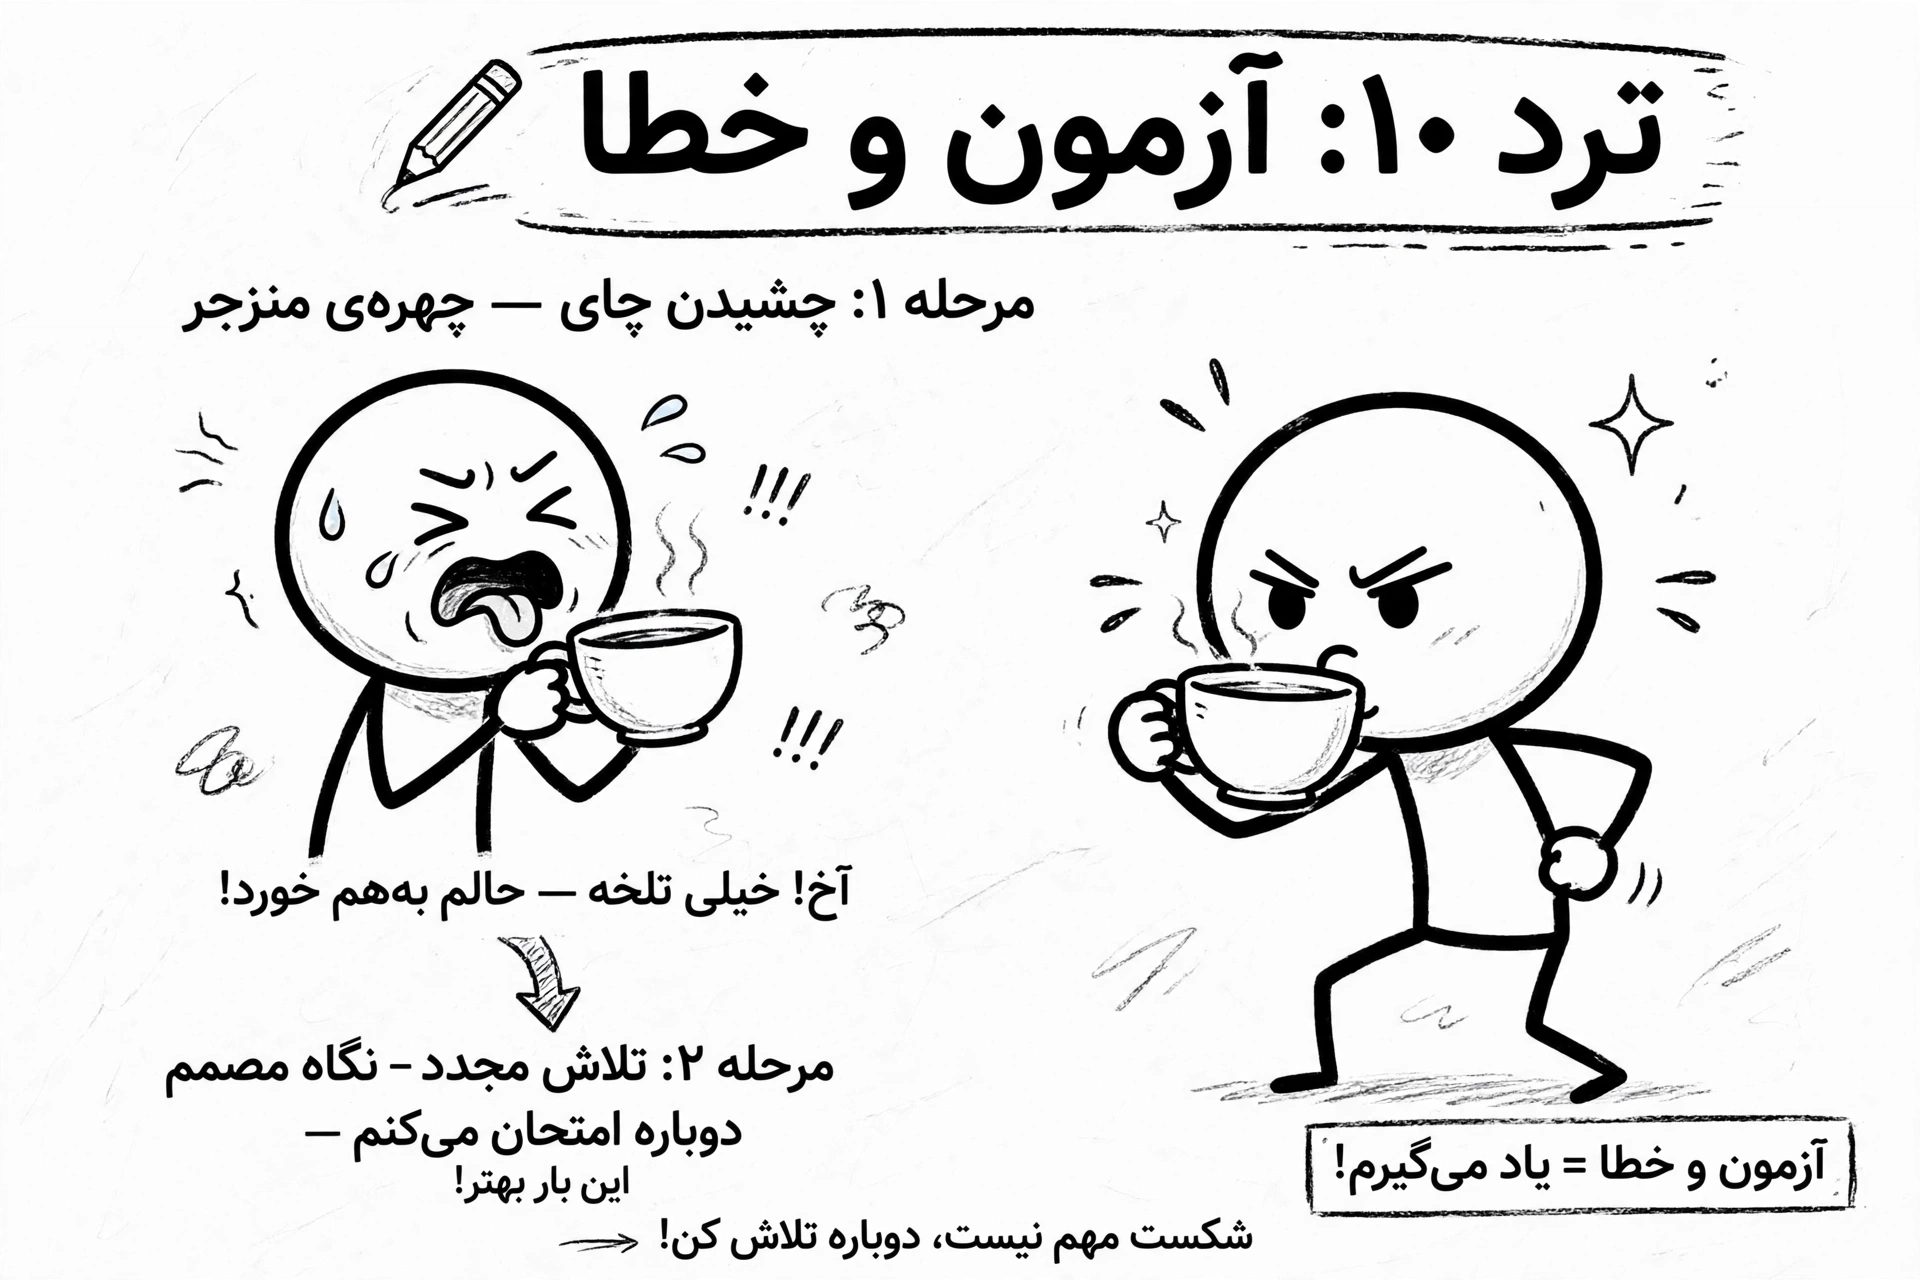 ترد ۱۰: آزمون و خطا
مرحله ۱: چشیدن چای — چهره‌ی منزجر
!!!
!!!
آخ! خیلی تلخه — حالم به‌هم خورد!
مرحله ۲: تلاش مجدد – نگاه مصمم
دوباره امتحان می‌کنم —
این بار بهتر!
آزمون و خطا = یاد می‌گیرم!
شکست مهم نیست، دوباره تلاش کن!